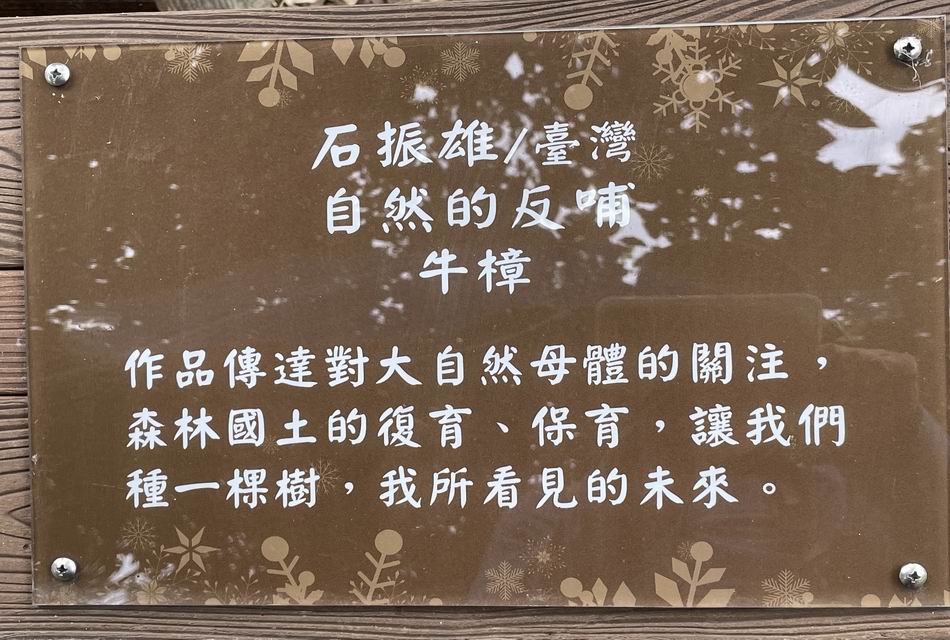 石振雄/臺灣
自然的反哺
牛樟
作品傳達對大自然母體的關注，
森林國土的復育、保育，讓我們
種一棵樹，我所看見的未來。